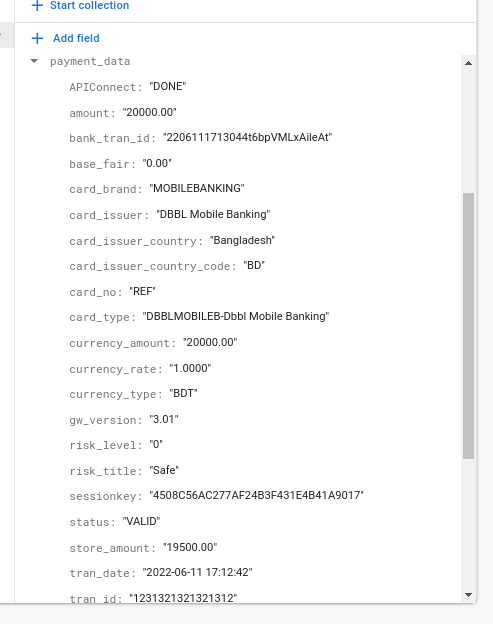 Start collection
Add field
payment_data
APIConnect: "DONE"
amount: "20000.00"
bank_tran_id: "2206111713044t6bpVMLxAileAt"
base_fair: "0.00"
card_brand: "MOBILEBANKING"
card_issuer: "DBBL Mobile Banking"
card_issuer_country: "Bangladesh"
card_issuer_country_code: "BD"
card_no: "REF"
card_type: "DBBLMOBILEB-Dbbl Mobile Banking"
currency_amount: "20000.00"
currency_rate: "1.0000"
currency_type: "BDT"
gw_version: "3.01"
risk_level: "0"
risk_title: "Safe"
sessionkey: "4508C56AC277AF24B3F431E4B41A9017"
status: "VALID"
store_amount: "19500.00"
tran_date: "2022-06-11 17:12:42"
tran_id: "1231321321321312"